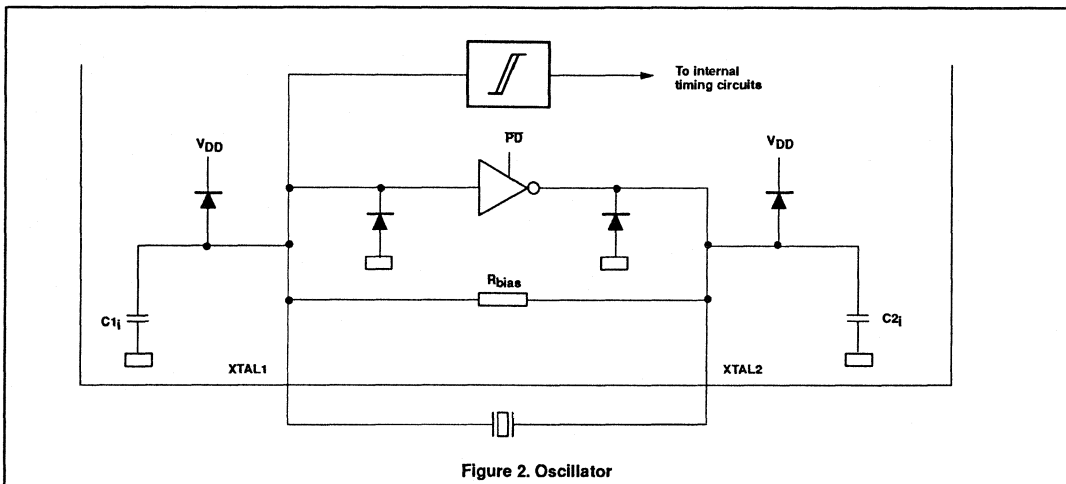 To internal
timing circuits
PD
VDD
VDD
Rbias
C1i
C2i
XTAL1
XTAL2
Figure 2. Oscillator